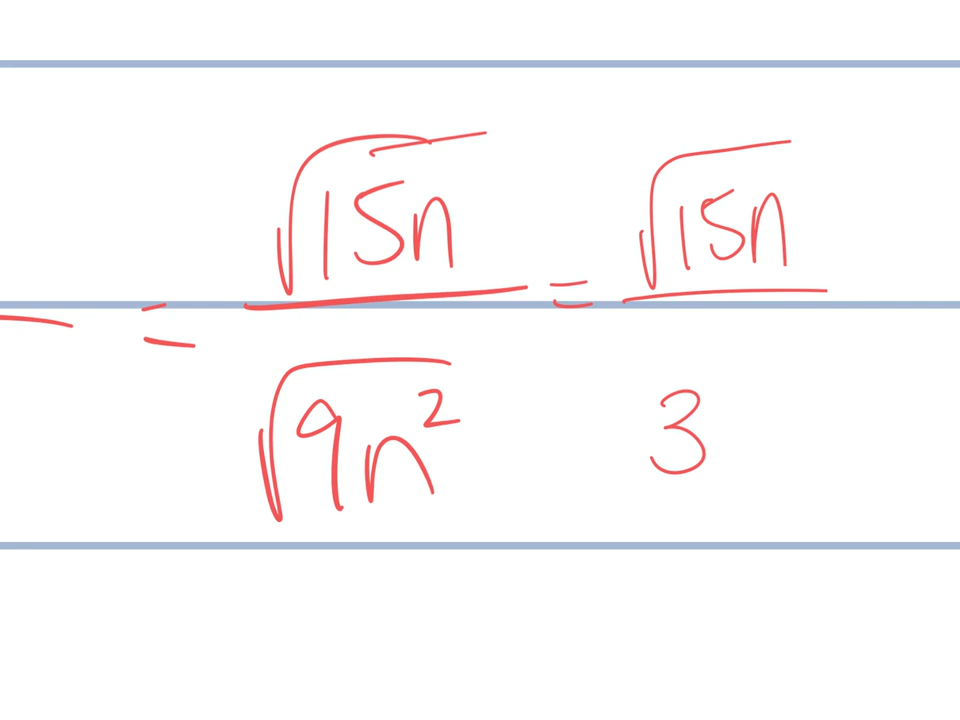 = √15n / √9n² = √15n / 3